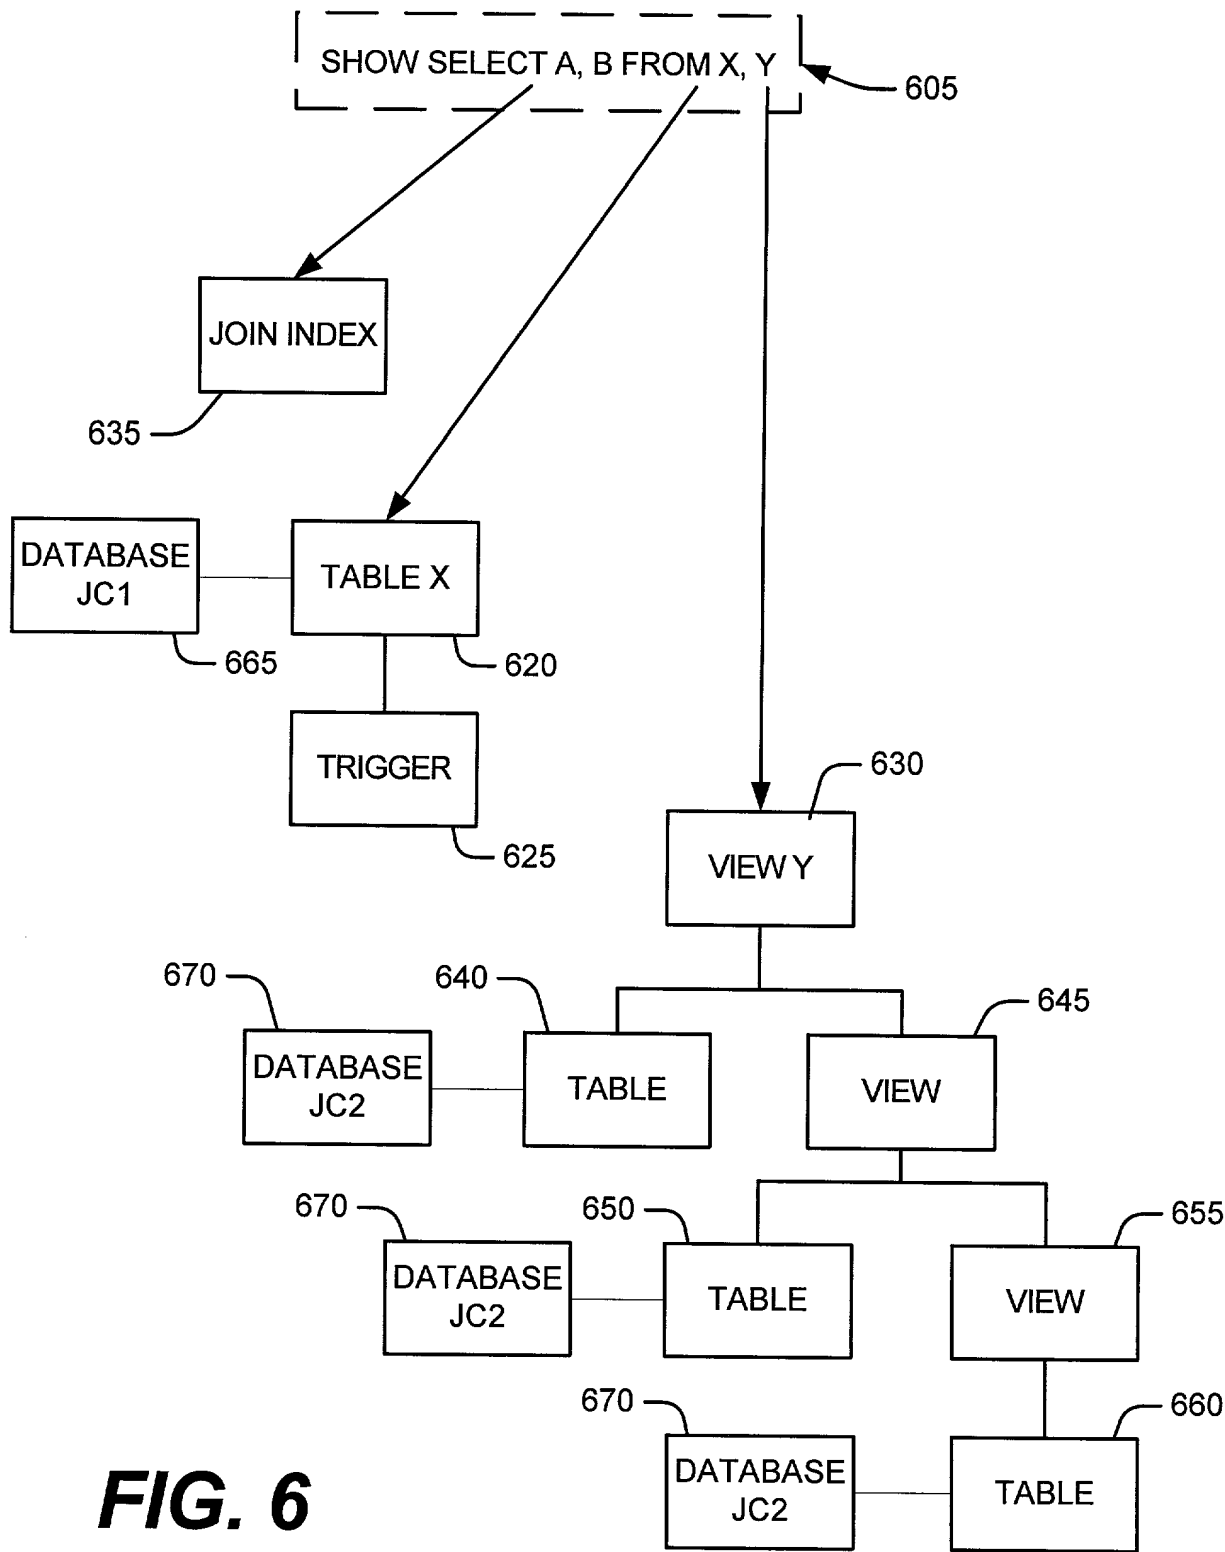 SHOW SELECT A, B FROM X, Y
605
JOIN INDEX
635
DATABASE
JC1
TABLE X
665
620
TRIGGER
625
630
VIEW Y
670
640
645
DATABASE
JC2
TABLE
VIEW
670
650
655
DATABASE
JC2
TABLE
VIEW
670
660
DATABASE
JC2
TABLE
FIG. 6